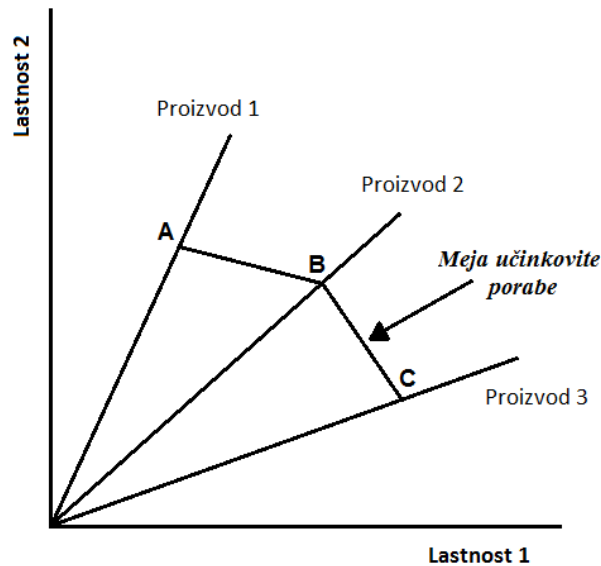 Lastnost 2
Proizvod 1
Proizvod 2
A
B
Meja učinkovite
porabe
C
Proizvod 3
Lastnost 1